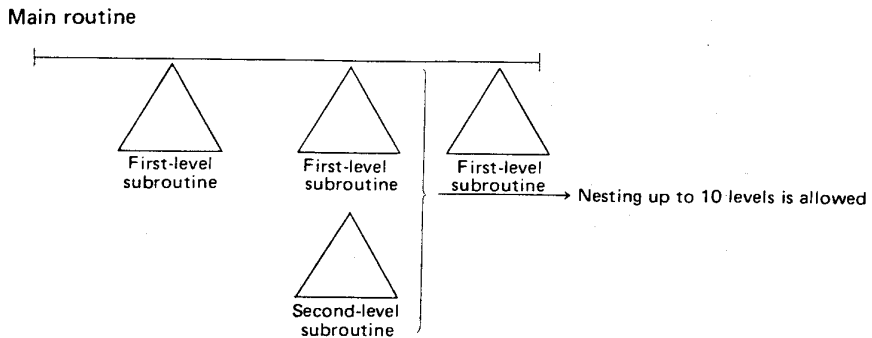 Main routine
First-level
subroutine
First-level
subroutine
First-level
subroutine
Nesting up to 10 levels is allowed
Second-level
subroutine